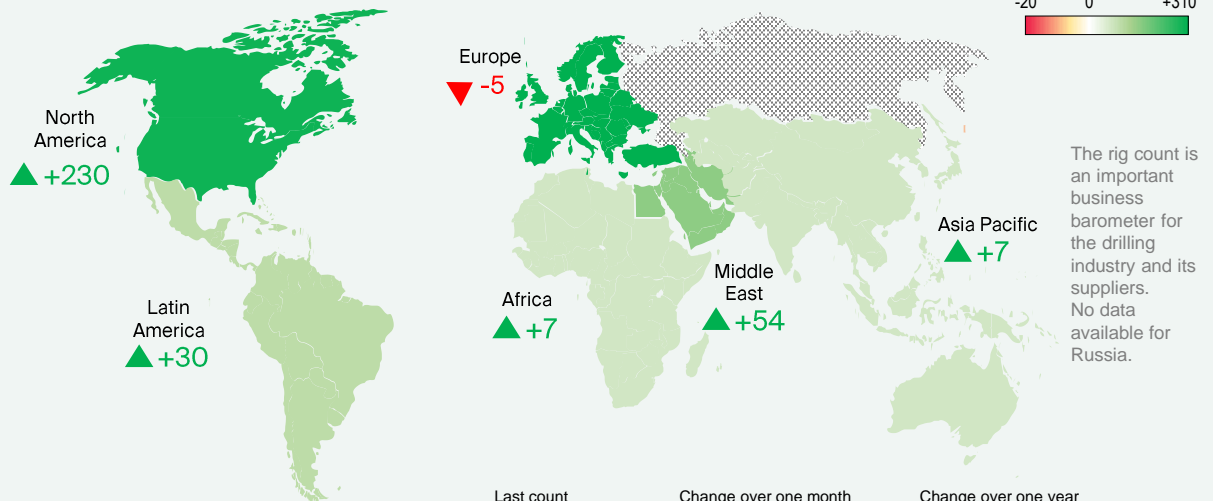 -20 0 +310
Europe
-5
North
America
+230
The rig count is
an important
business
barometer for
the drilling
industry and its
suppliers.
No data
available for
Russia.
Asia Pacific
+7
Middle
East
+54
Africa
+7
Latin
America
+30
Last count Change over one month Change over one year